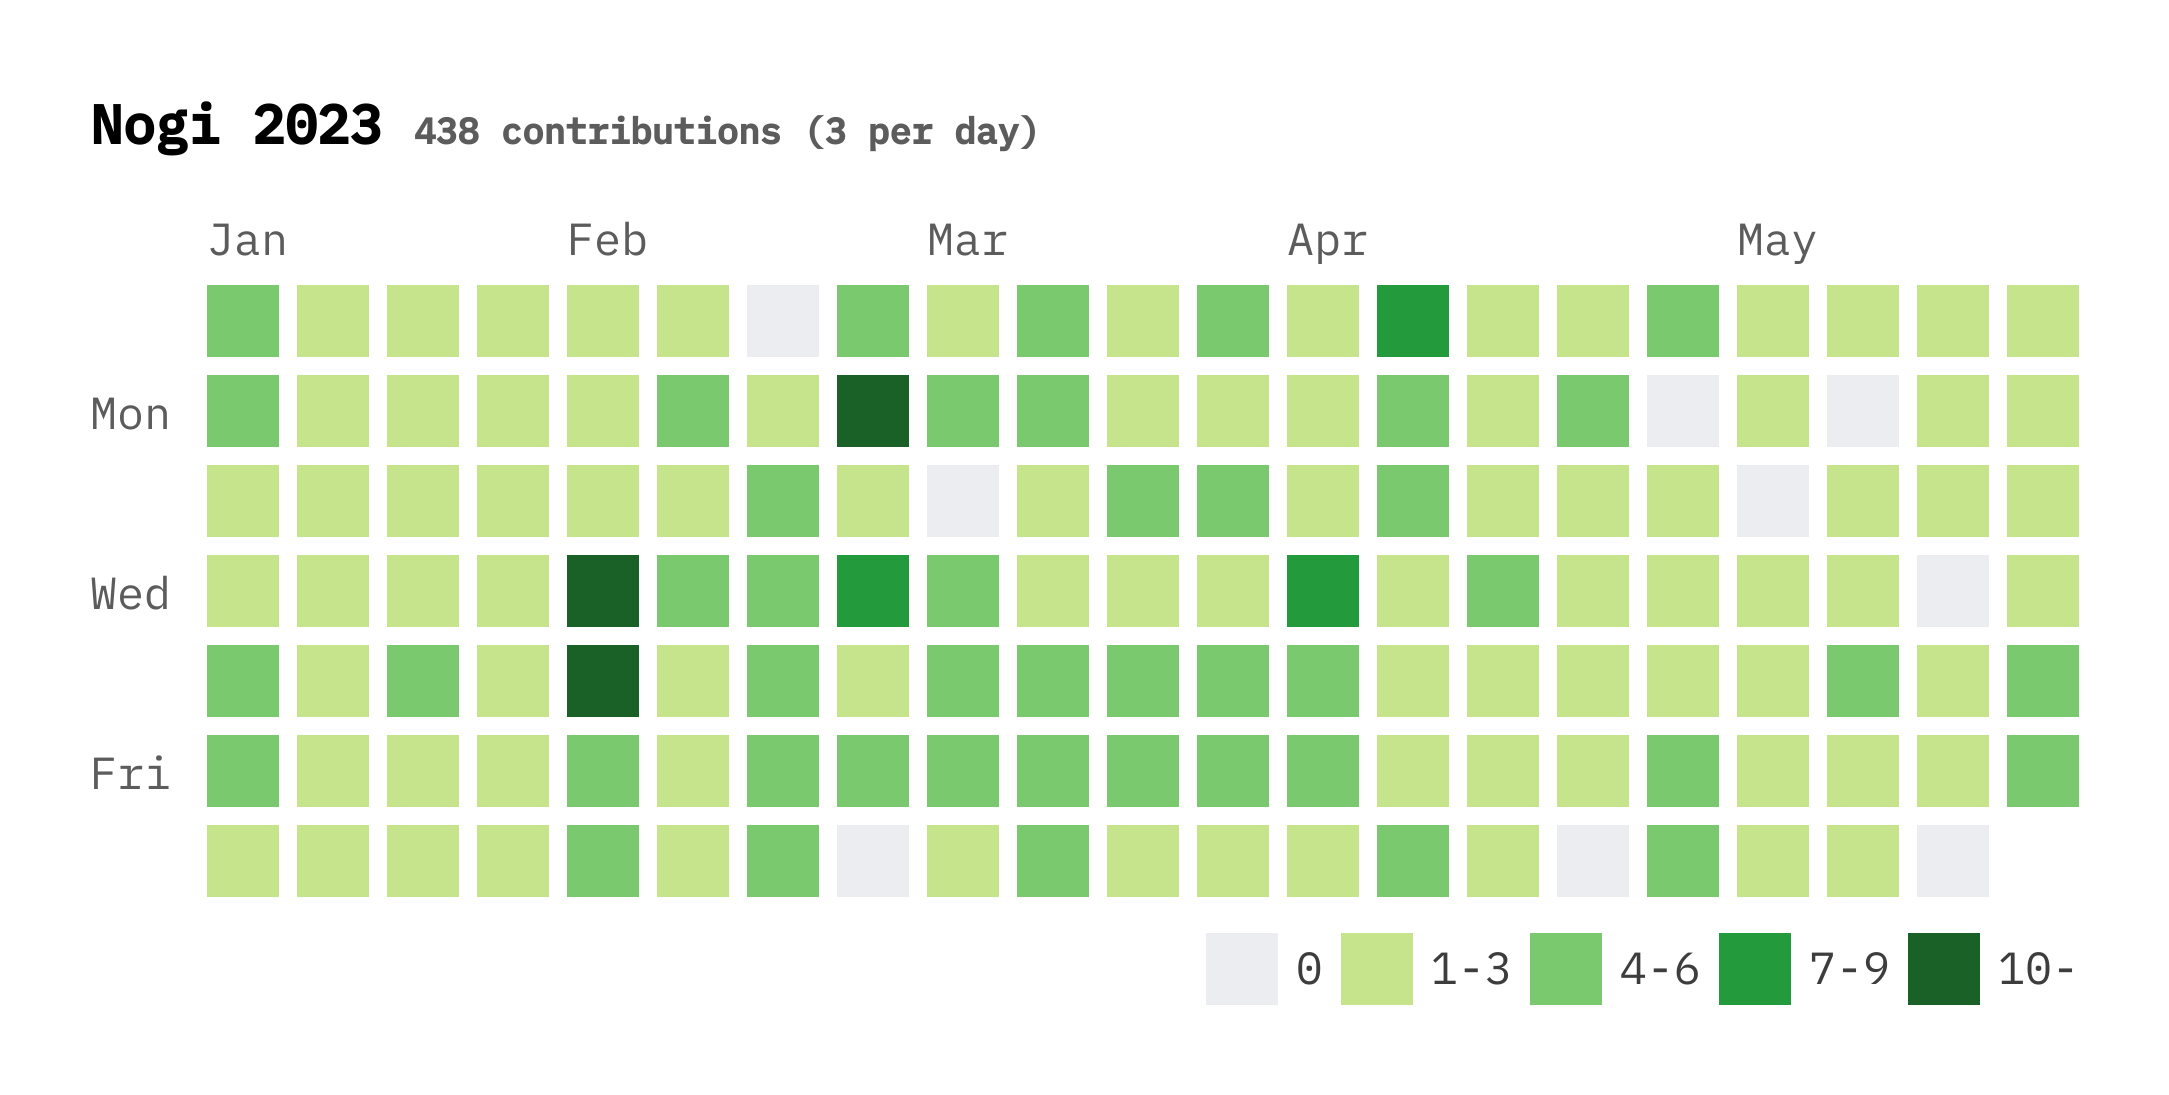 Nogi 2023 438 contributions (3 per day)
Jan Feb Mar Apr May
Mon
Wed
Fri
0 1-3 4-6 7-9 10-